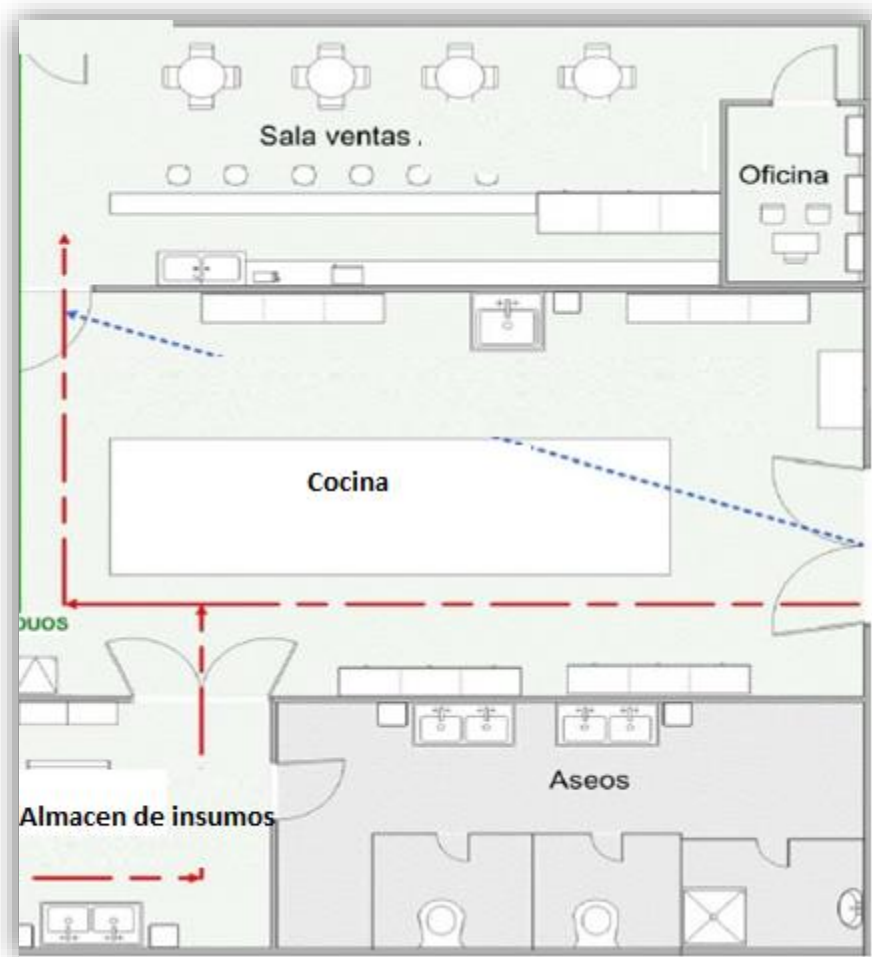 Sala ventas .
Oficina
Cocina
Almacen de insumos
Aseos